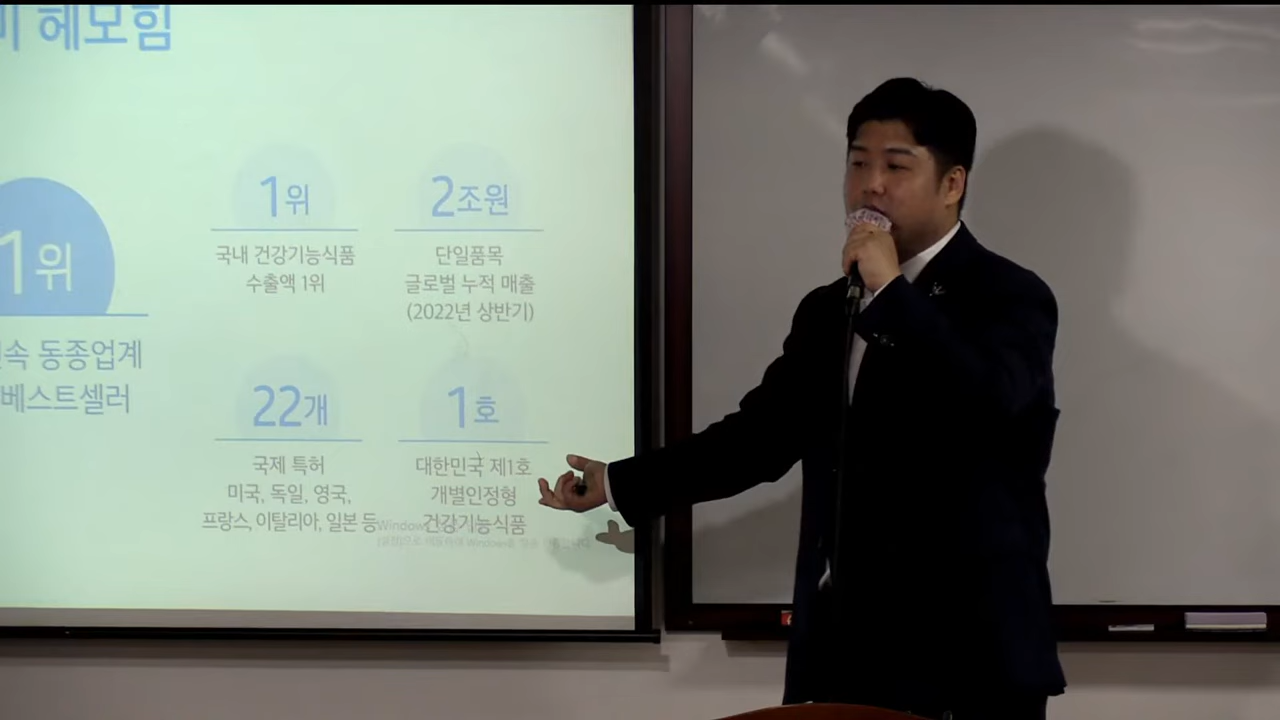 헤모힘
1위
동종업계
베스트셀러
1위
국내 건강기능식품
수출액 1위
2조원
단일품목
글로벌 누적 매출
(2022년 상반기)
22개
국제 특허
미국, 독일, 영국,
프랑스, 이탈리아, 일본 등
1호
대한민국 제1호
개별인정형
건강기능식품
Windows